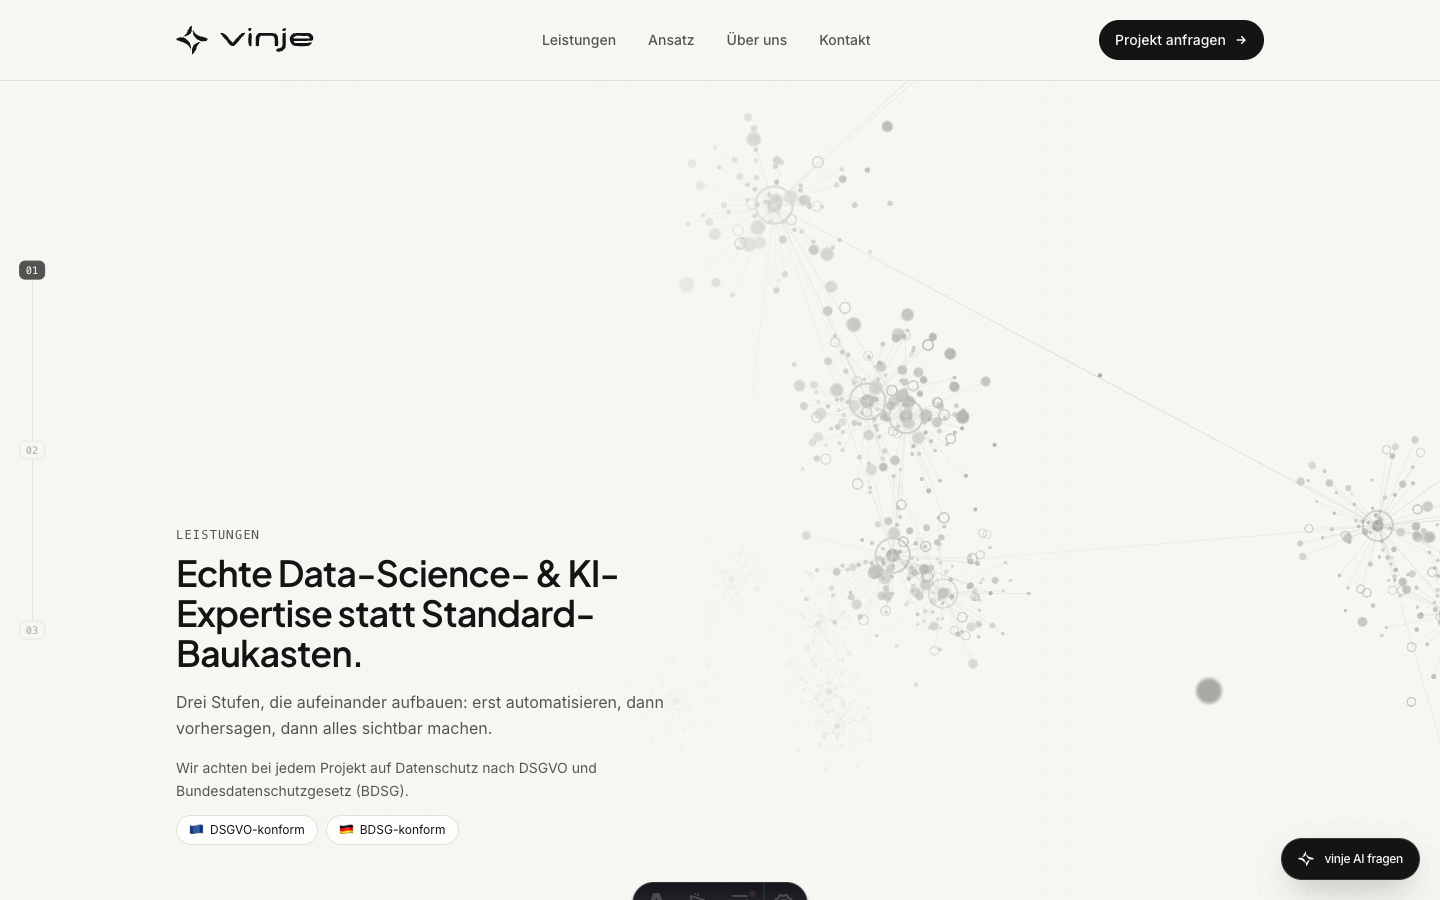 vinje
Leistungen
Ansatz
Über uns
Kontakt
Projekt anfragen →
01
02
03
LEISTUNGEN
Echte Data-Science- & KI-
Expertise statt Standard-
Baukasten.
Drei Stufen, die aufeinander aufbauen: erst automatisieren, dann
vorhersagen, dann alles sichtbar machen.
Wir achten bei jedem Projekt auf Datenschutz nach DSGVO und
Bundesdatenschutzgesetz (BDSG).
DSGVO-konform
BDSG-konform
vinje AI fragen